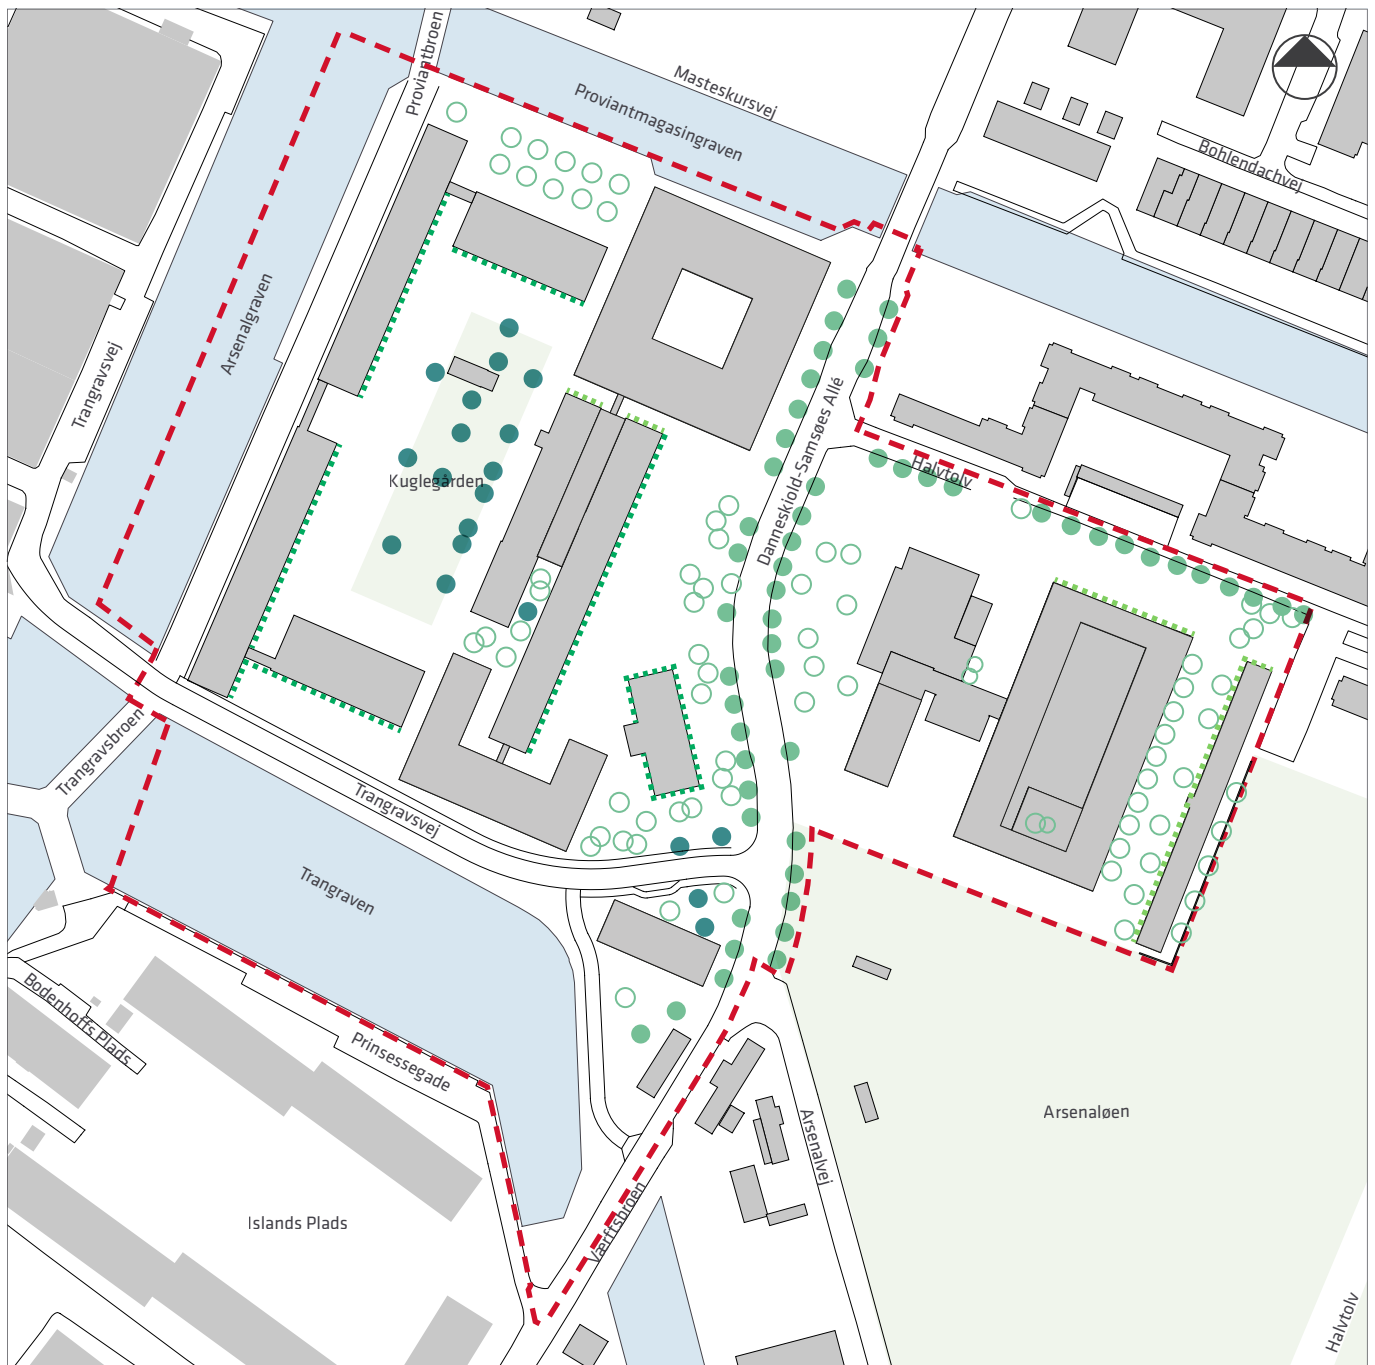 Proviantbroen
Masteskursvej
Proviantmagasingraven
Bohlendachvej
Arsenalgraven
Trangravsvej
Danneskiold-Samsøes Allé
Halvtolv
Kuglegården
Trangravsbroen
Trangravsvej
Trangraven
Bodenhoffs Plads
Prinsessegade
Arsenaløen
Arsenalvej
Islands Plads
Værftsbroen
Halvtolv